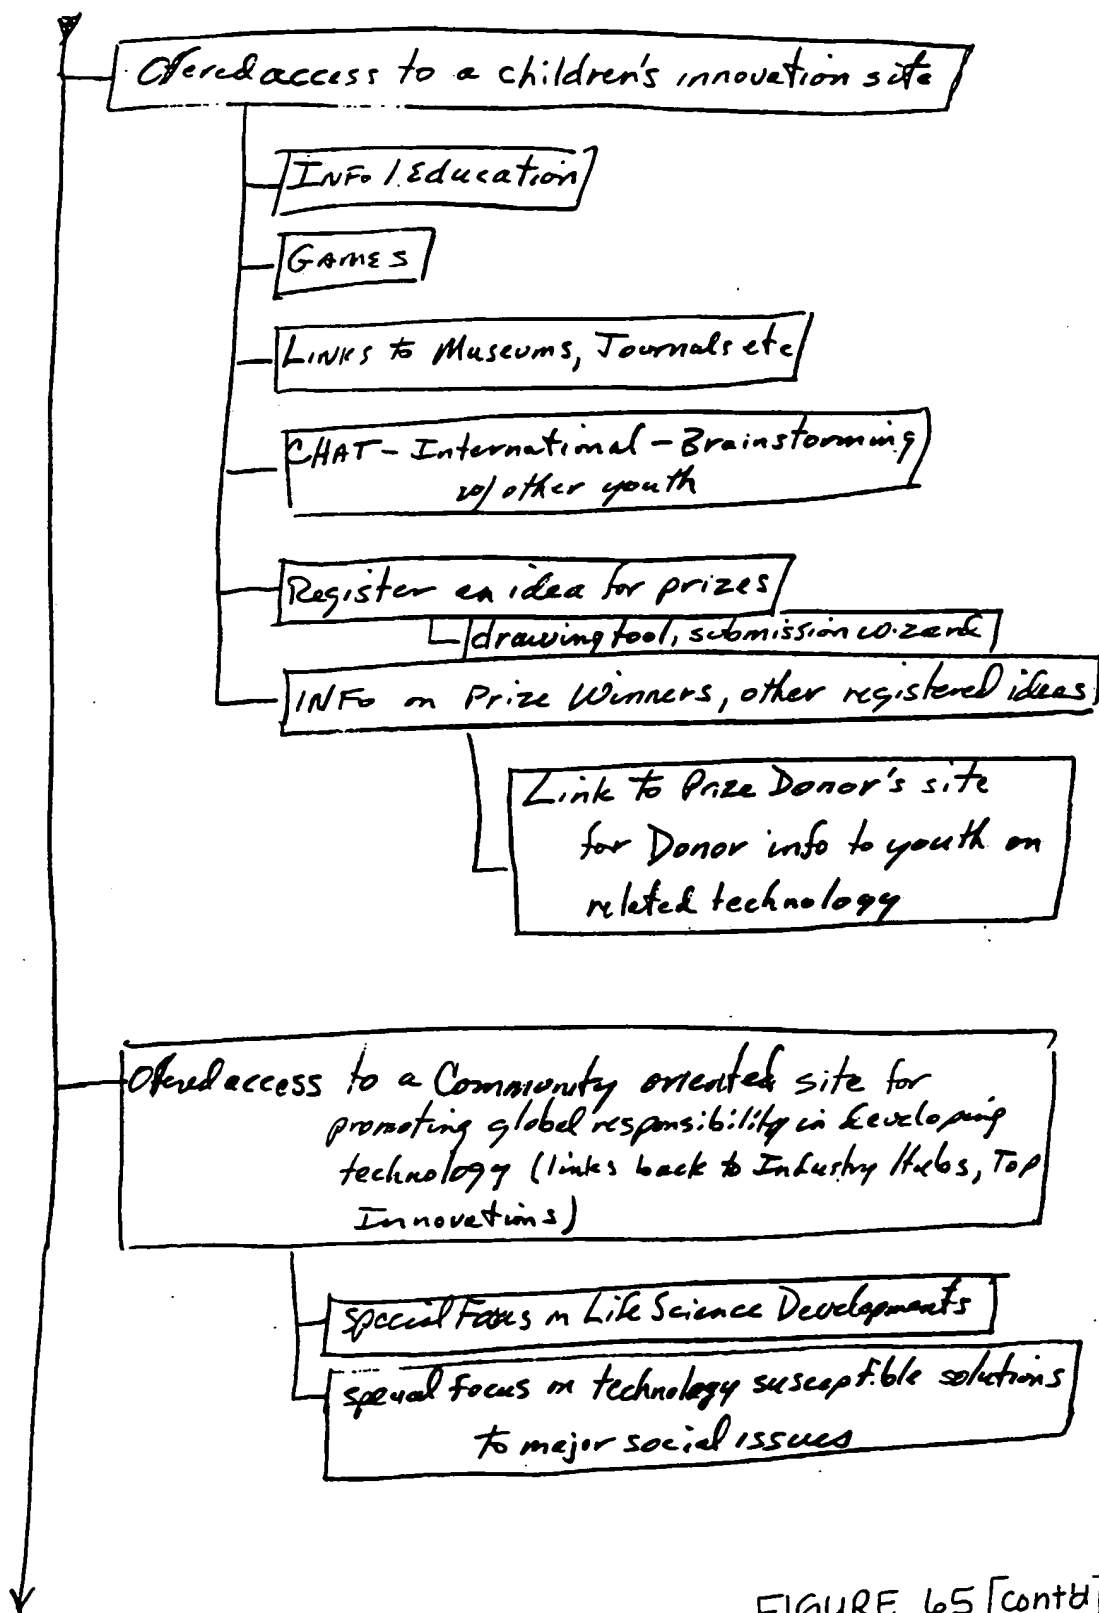 Offered access to a children's innovation site
INFO / Education
GAMES
LINKS to Museums, Journals etc
CHAT - International - Brainstorming
w/ other youth
Register an idea for prizes
drawing tool, submission wizard
INFO on Prize Winners, other registered ideas
Link to Prize Donor's site
for Donor info to youth on
related technology
Offered access to a Community oriented site for
promoting global responsibility in developing
technology (links back to Industry Hubs, Top
Innovations)
special Focus on Life Science Developments
special focus on technology susceptible solutions
to major social issues
FIGURE 65 [cont'd]